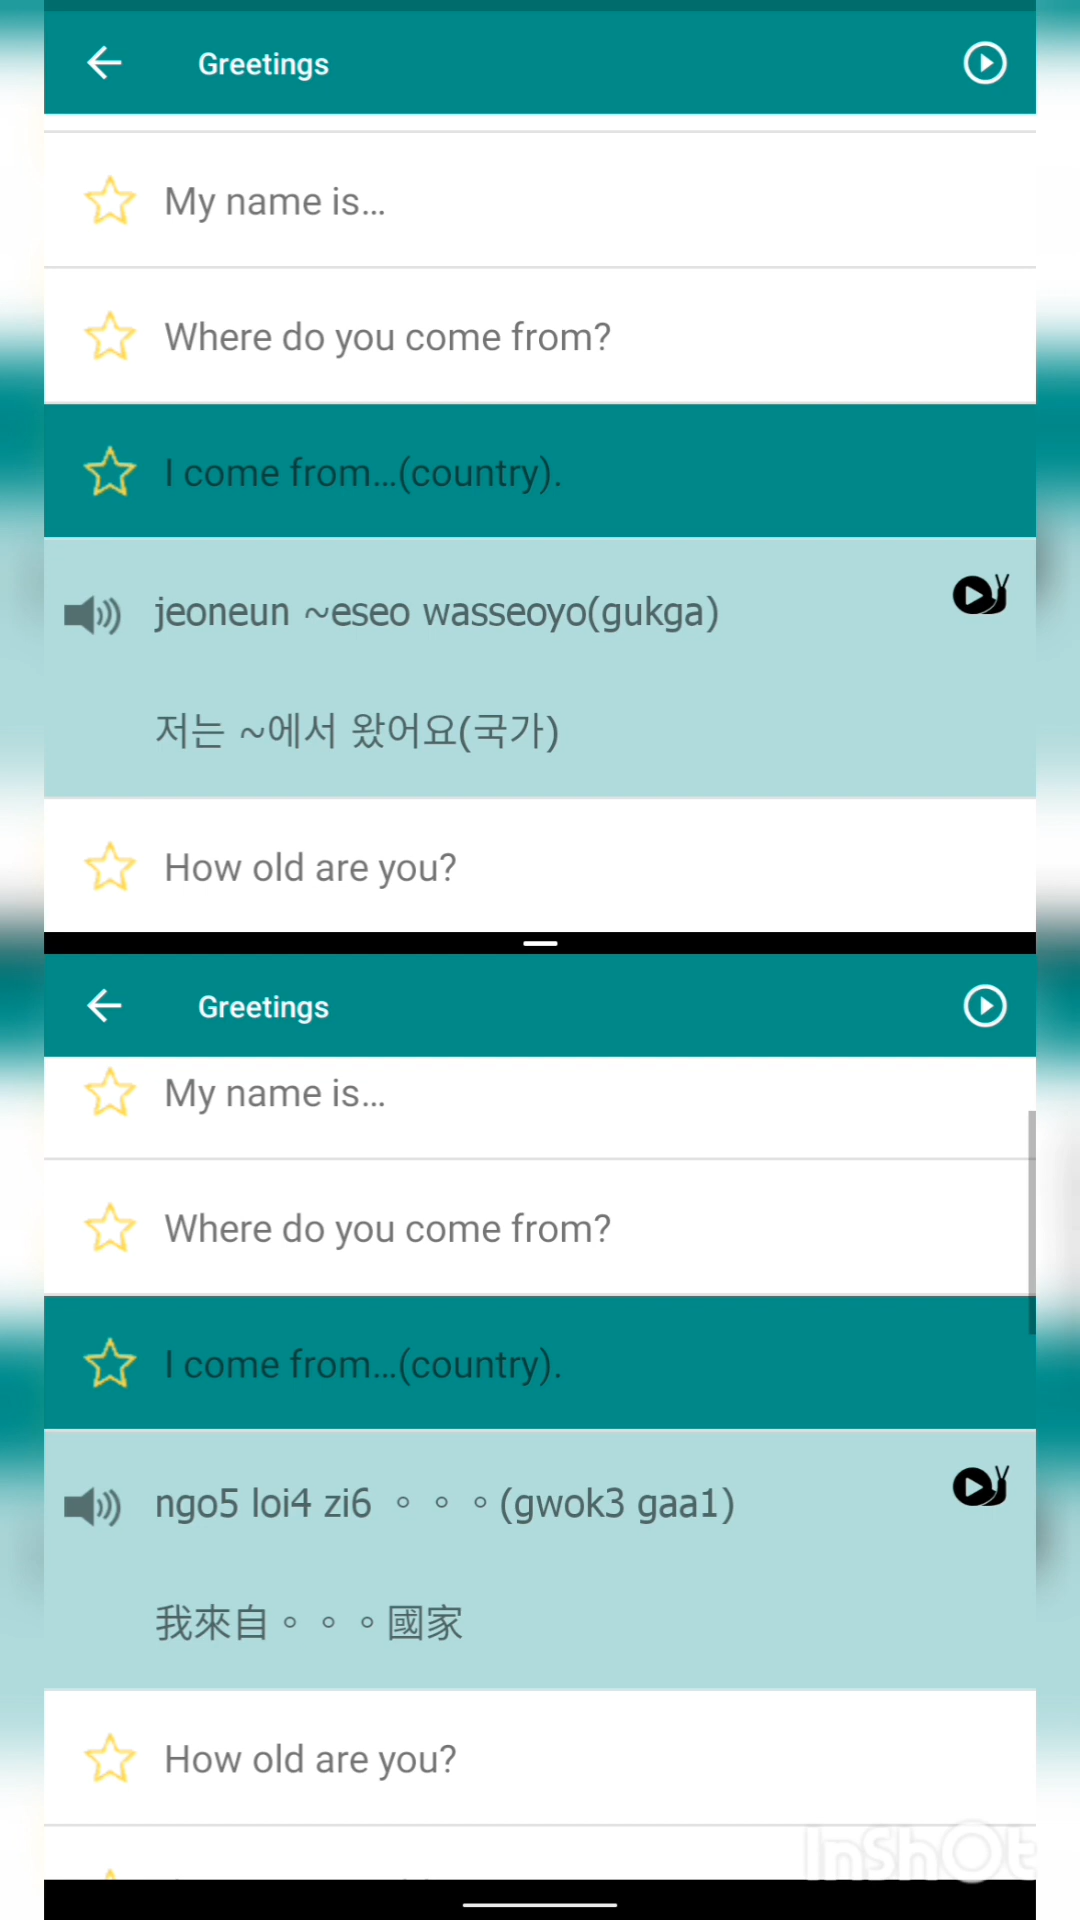 Greetings
My name is...
Where do you come from?
I come from...(country).
jeoneun ~eseo wasseoyo(gukga)
저는 ~에서 왔어요(국가)
How old are you?
Greetings
My name is...
Where do you come from?
I come from...(country).
ngo5 loi4 zi6 。。。(gwok3 gaa1)
我來自。。。國家
How old are you?
InShOt